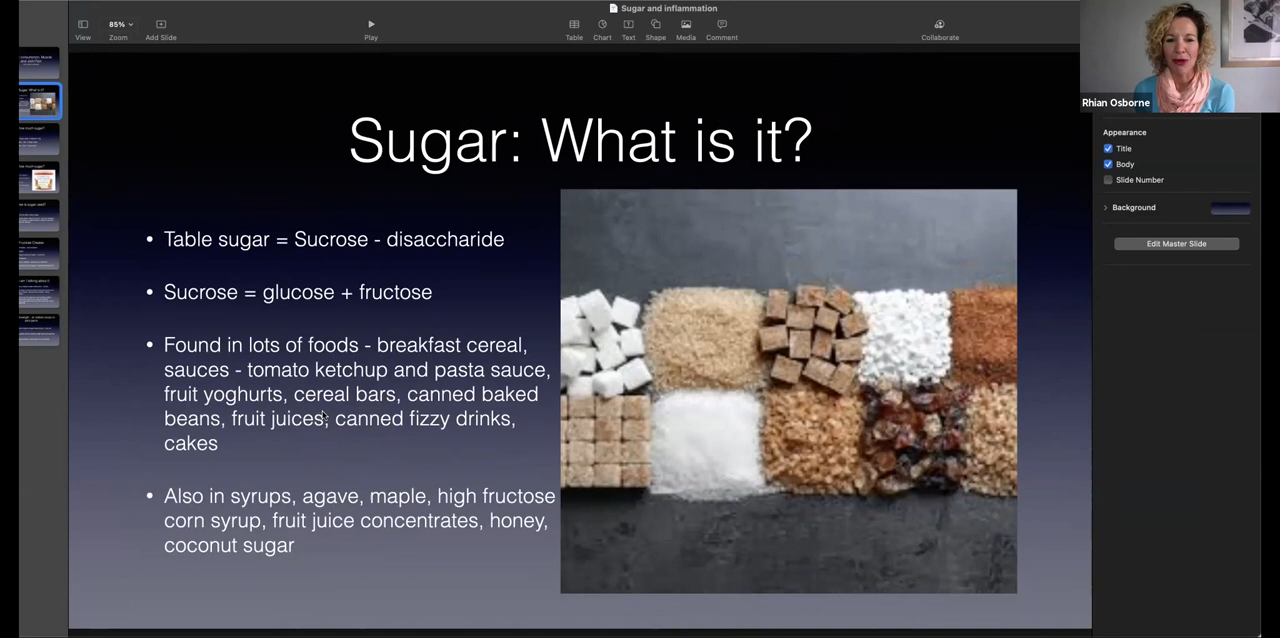 Sugar and inflammation
85%
View
Zoom
Add Slide
Play
Table
Chart
Text
Shape
Media
Comment
Collaborate
Rhian Osborne
Appearance
Title
Body
Slide Number
Background
Edit Master Slide
Sugar: What is it?
• Table sugar = Sucrose - disaccharide
• Sucrose = glucose + fructose
• Found in lots of foods - breakfast cereal,
sauces - tomato ketchup and pasta sauce,
fruit yoghurts, cereal bars, canned baked
beans, fruit juices, canned fizzy drinks,
cakes
• Also in syrups, agave, maple, high fructose
corn syrup, fruit juice concentrates, honey,
coconut sugar